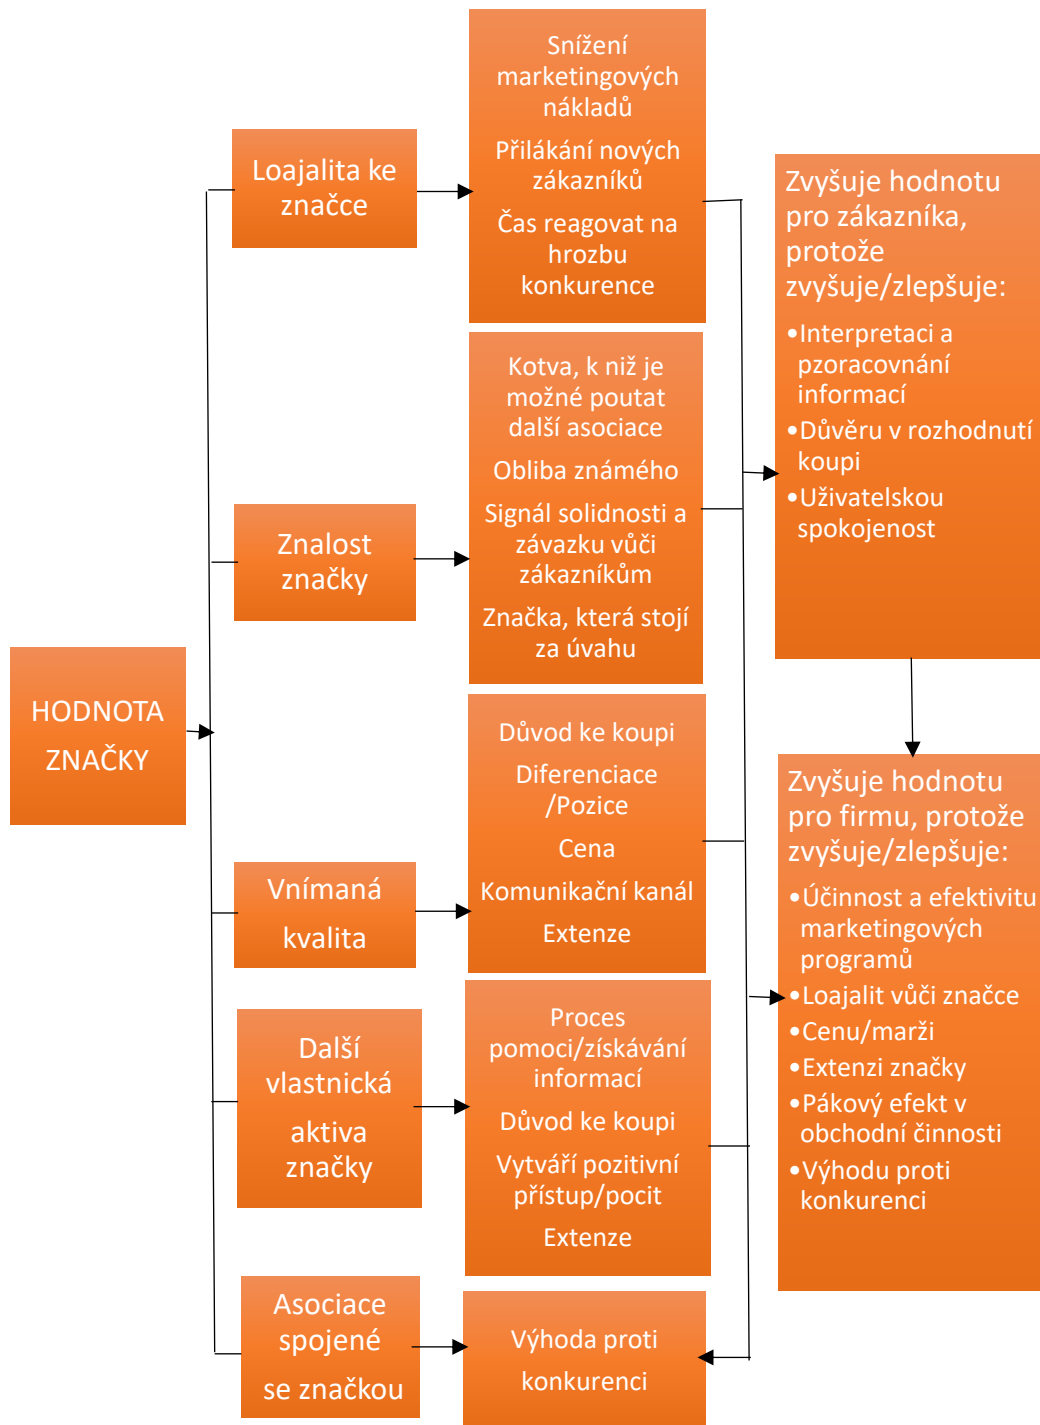 HODNOTA
ZNAČKY
Loajalita ke
značce
Snížení
marketingových
nákladů
Přilákání nových
zákazníků
Čas reagovat na
hrozbu
konkurence
Znalost
značky
Kotva, k niž je
možné poutat
další asociace
Obliba známého
Signál solidnosti a
závazku vůči
zákazníkům
Značka, která stojí
za úvahu
Vnímaná
kvalita
Důvod ke koupi
Diferenciace
/Pozice
Cena
Komunikační kanál
Extenze
Další
vlastnická
aktiva
značky
Proces
pomoci/získávání
informací
Důvod ke koupi
Vytváří pozitivní
přístup/pocit
Extenze
Asociace
spojené
se značkou
Výhoda proti
konkurenci
Zvyšuje hodnotu
pro zákazníka,
protože
zvyšuje/zlepšuje:
•Interpretaci a
pzoracovnání
informací
•Důvěru v rozhodnutí
koupi
•Uživatelskou
spokojenost
Zvyšuje hodnotu
pro firmu, protože
zvyšuje/zlepšuje:
•Účinnost a efektivitu
marketingových
programů
•Loajalit vůči značce
•Cenu/marži
•Extenzi značky
•Pákový efekt v
obchodní činnosti
•Výhodu proti
konkurenci